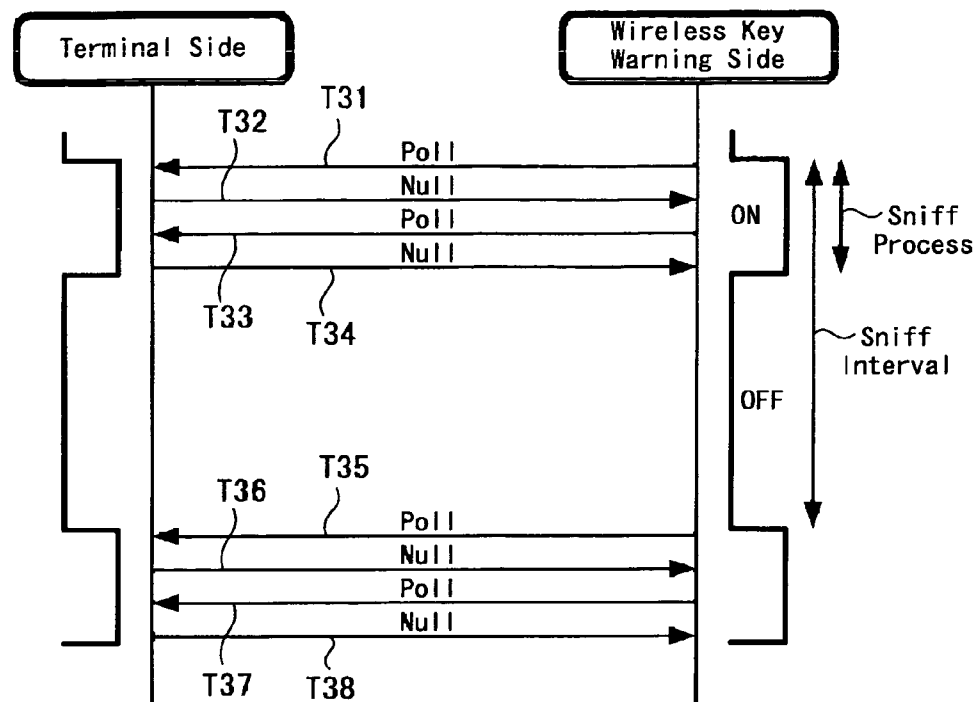 Terminal Side
Wireless Key
Warning Side
T31
T32
Poll
Null
Poll
Null
T33
T34
ON
Sniff
Process
Sniff
Interval
OFF
T35
T36
Poll
Null
Poll
Null
T37
T38